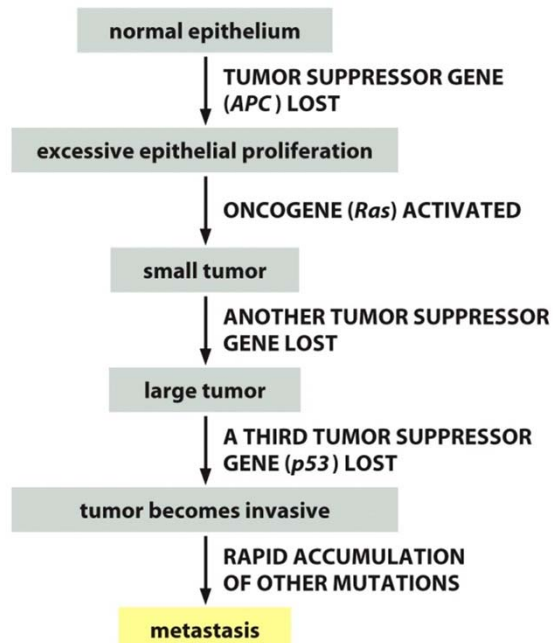 normal epithelium
TUMOR SUPPRESSOR GENE
(APC) LOST
excessive epithelial proliferation
ONCOGENE (Ras) ACTIVATED
small tumor
ANOTHER TUMOR SUPPRESSOR
GENE LOST
large tumor
A THIRD TUMOR SUPPRESSOR
GENE (p53) LOST
tumor becomes invasive
RAPID ACCUMULATION
OF OTHER MUTATIONS
metastasis